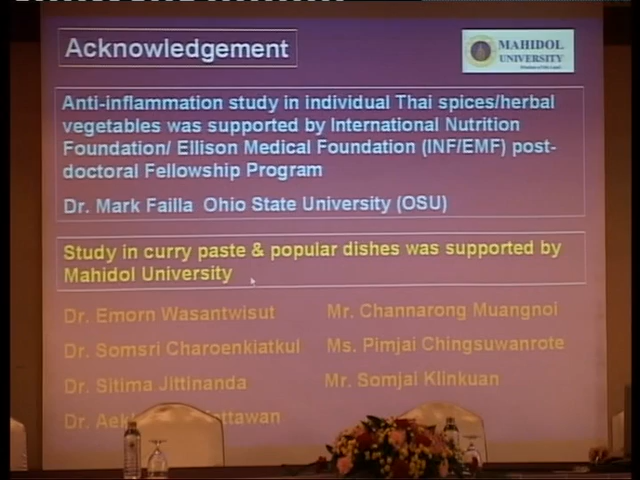 Acknowledgement
MAHIDOL
UNIVERSITY
Anti-inflammation study in individual Thai spices/herbal
vegetables was supported by International Nutrition
Foundation/ Ellison Medical Foundation (INF/EMF) post-
doctoral Fellowship Program
Dr. Mark Failla Ohio State University (OSU)
Study in curry paste & popular dishes was supported by
Mahidol University
Dr. Emorn Wasantwisut
Mr. Channarong Muangnoi
Dr. Somsri Charoenkiatkul
Ms. Pimjai Chingsuwanrote
Dr. Sitima Jittinanda
Mr. Somjai Klinkuan
Dr.